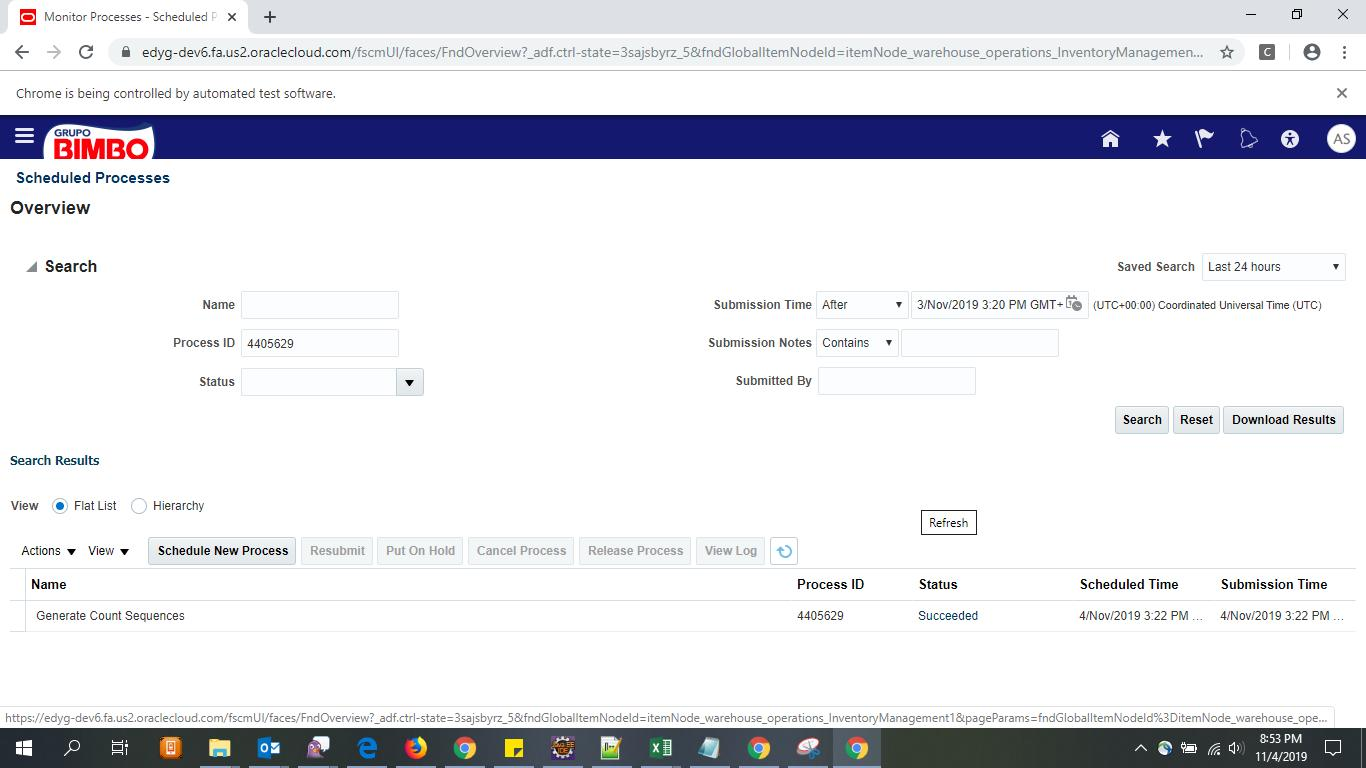 Monitor Processes - Scheduled P
edyg-dev6.fa.us2.oraclecloud.com/fscmUI/faces/FndOverview?_adf.ctrl-state=3sajsbyrz_5&fndGlobalItemNodeId=itemNode_warehouse_operations_InventoryManagemen...
C
Chrome is being controlled by automated test software.
GRUPO
BIMBO
AS
Scheduled Processes
Overview
Search
Saved Search Last 24 hours
Name
Submission Time After 3/Nov/2019 3:20 PM GMT+ (UTC+00:00) Coordinated Universal Time (UTC)
Process ID 4405629
Submission Notes Contains
Status
Submitted By
Search Reset Download Results
Search Results
View Flat List Hierarchy
Refresh
Actions View Schedule New Process Resubmit Put On Hold Cancel Process Release Process View Log
Name Process ID Status Scheduled Time Submission Time
Generate Count Sequences 4405629 Succeeded 4/Nov/2019 3:22 PM ... 4/Nov/2019 3:22 PM ...
https://edyg-dev6.fa.us2.oraclecloud.com/fscmUI/faces/FndOverview?_adf.ctrl-state=3sajsbyrz_5&fndGlobalItemNodeId=itemNode_warehouse_operations_InventoryManagement1&pageParams=fndGlobalItemNodeId%3DitemNode_warehouse_ope...
8:53 PM
11/4/2019